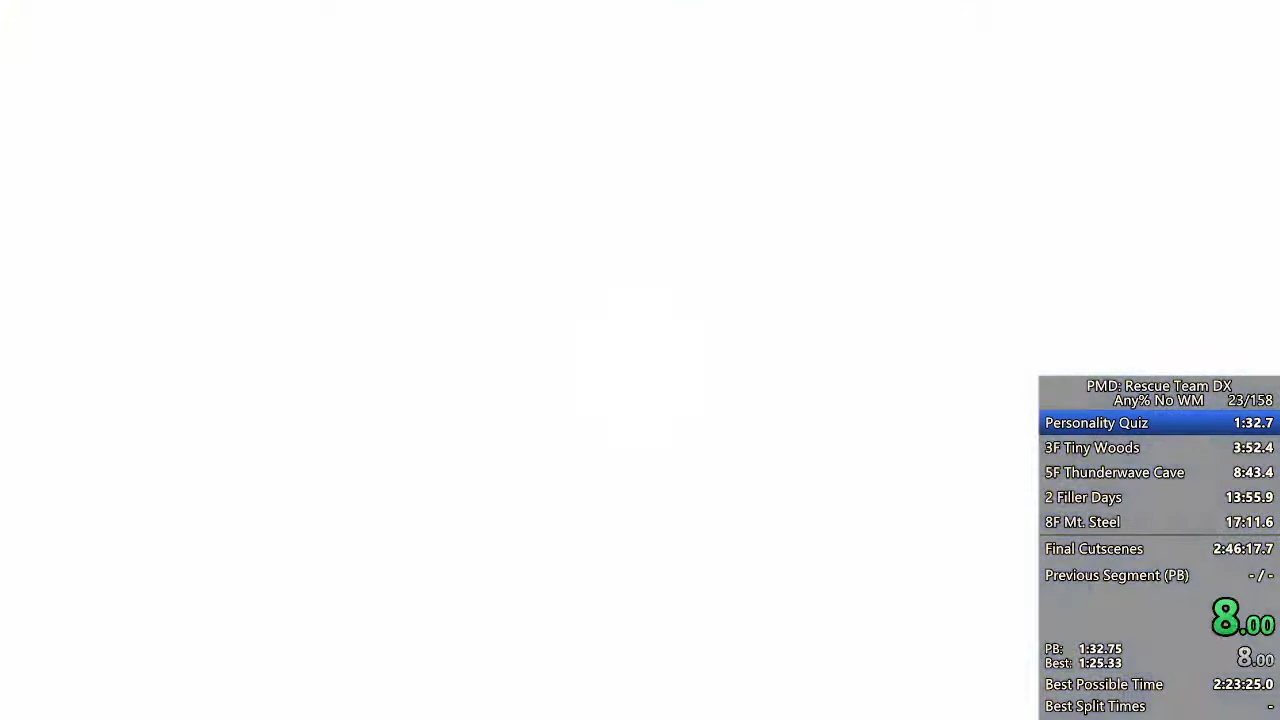 PMD: Rescue Team DX
Any% No WM 23/158
Personality Quiz 1:32.7
3F Tiny Woods 3:52.4
5F Thunderwave Cave 8:43.4
2 Filler Days 13:55.9
8F Mt. Steel 17:11.6
Final Cutscenes 2:46:17.7
Previous Segment (PB) - / -
8.00
PB: 1:32.75
Best: 1:25.33 8.00
Best Possible Time 2:23:25.0
Best Split Times -